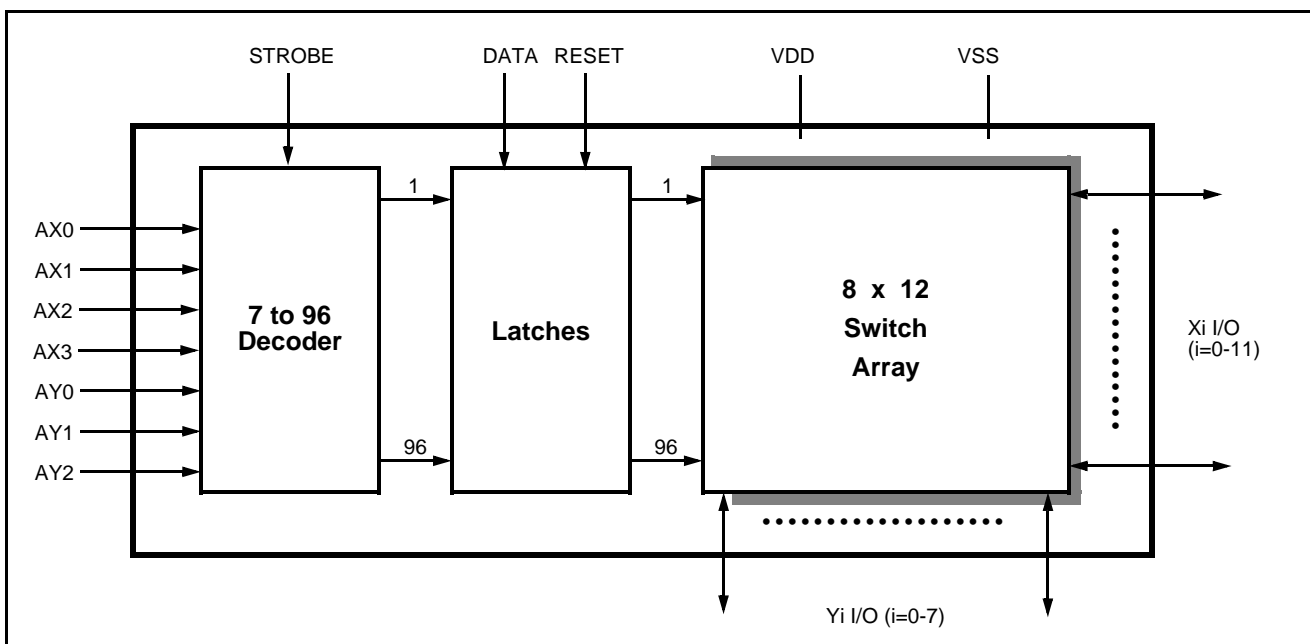 STROBE
DATA
RESET
VDD
VSS
AX0
AX1
AX2
AX3
AY0
AY1
AY2
7 to 96
Decoder
1
96
Latches
1
96
8 x 12
Switch
Array
Xi I/O
(i=0-11)
Yi I/O (i=0-7)